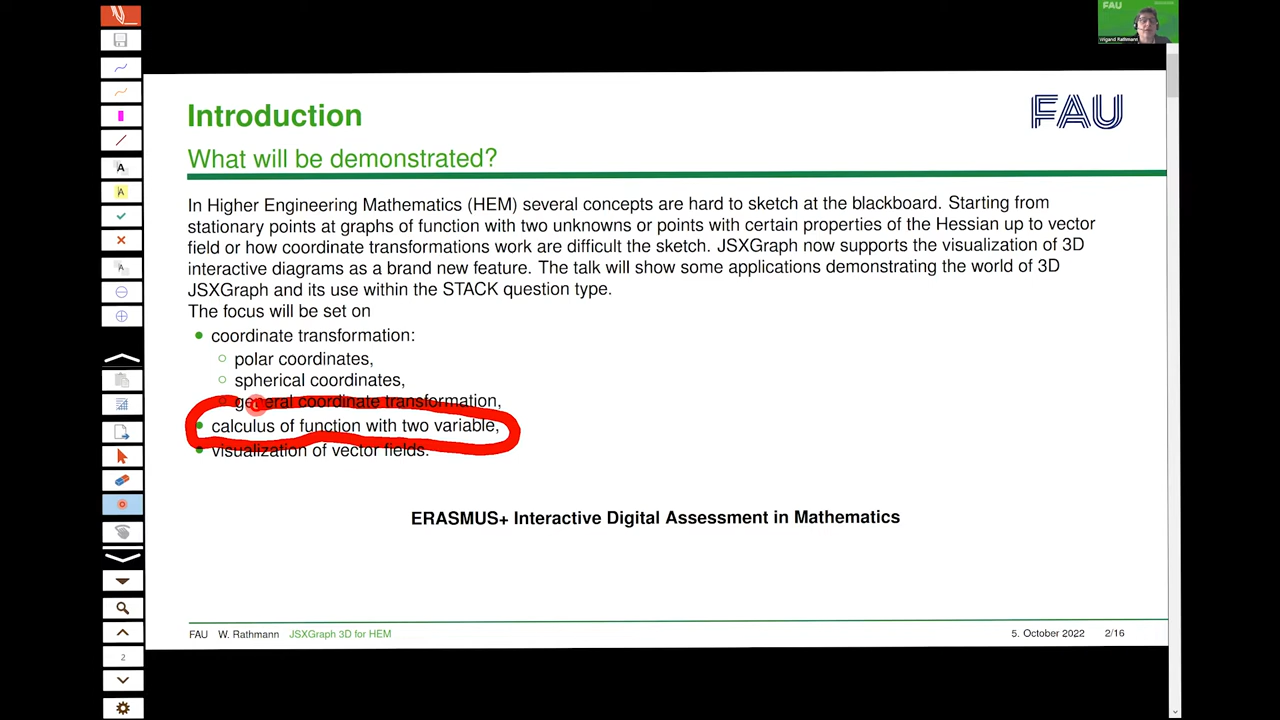 FAU
Wigand Rathmann
Introduction
FAU
What will be demonstrated?
In Higher Engineering Mathematics (HEM) several concepts are hard to sketch at the blackboard. Starting from
stationary points at graphs of function with two unknowns or points with certain properties of the Hessian up to vector
field or how coordinate transformations work are difficult the sketch. JSXGraph now supports the visualization of 3D
interactive diagrams as a brand new feature. The talk will show some applications demonstrating the world of 3D
JSXGraph and its use within the STACK question type.
The focus will be set on
coordinate transformation:
polar coordinates,
spherical coordinates,
general coordinate transformation,
calculus of function with two variable,
visualization of vector fields.
ERASMUS+ Interactive Digital Assessment in Mathematics
FAU W. Rathmann JSXGraph 3D for HEM 5. October 2022 2/16
A
A
A
2